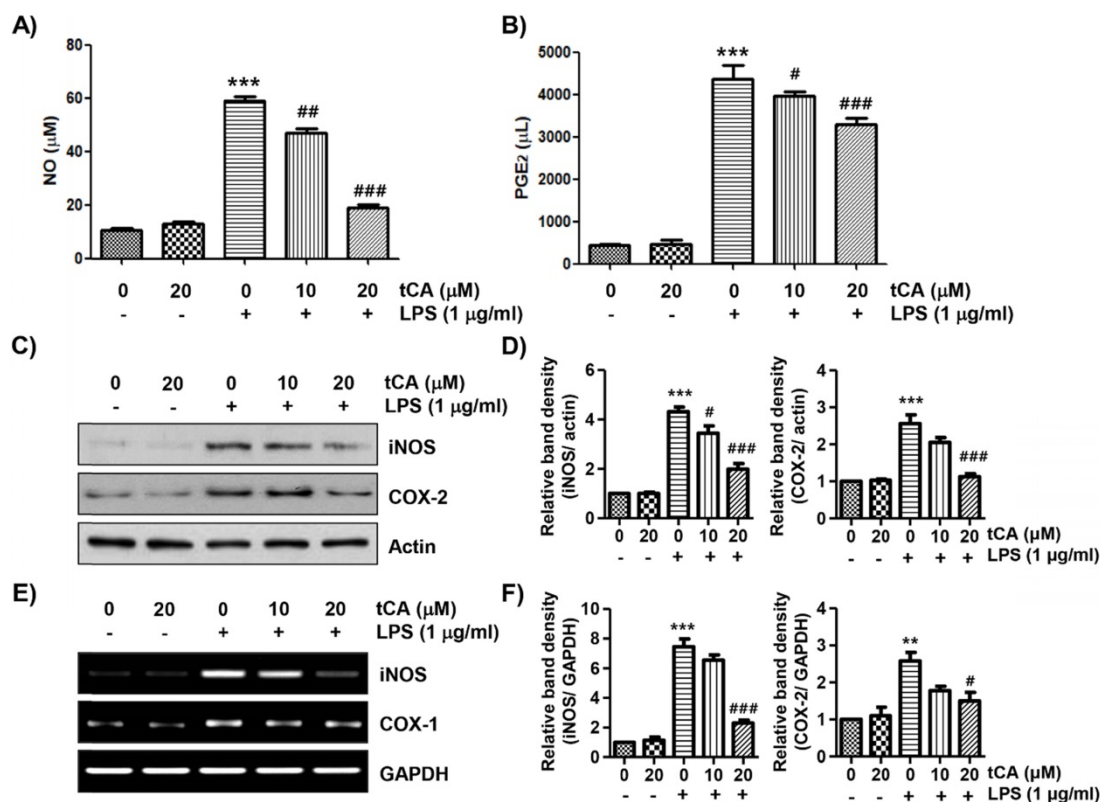 A)
NO (µM)
80
60
40
20
0
***
##
###
0 20 0 10 20 tCA (µM)
- - + + + LPS (1 µg/ml)
B)
PGE2 (µL)
5000
4000
3000
2000
1000
0
***
#
###
0 20 0 10 20 tCA (µM)
- - + + + LPS (1 µg/ml)
C)
0 20 0 10 20 tCA (µM)
- - + + + LPS (1 µg/ml)
iNOS
COX-2
Actin
D)
Relative band density
(iNOS/ actin)
6
4
2
0
***
#
###
0 20 0 10 20
- - + + +
Relative band density
(COX-2/ actin)
4
3
2
1
0
***
###
0 20 0 10 20 tCA (µM)
- - + + + LPS (1 µg/ml)
E)
0 20 0 10 20 tCA (µM)
- - + + + LPS (1 µg/ml)
iNOS
COX-1
GAPDH
F)
Relative band density
(iNOS/ GAPDH)
10
8
6
4
2
0
***
###
0 20 0 10 20
- - + + +
Relative band density
(COX-2/ GAPDH)
4
3
2
1
0
**
#
0 20 0 10 20 tCA (µM)
- - + + + LPS (1 µg/ml)